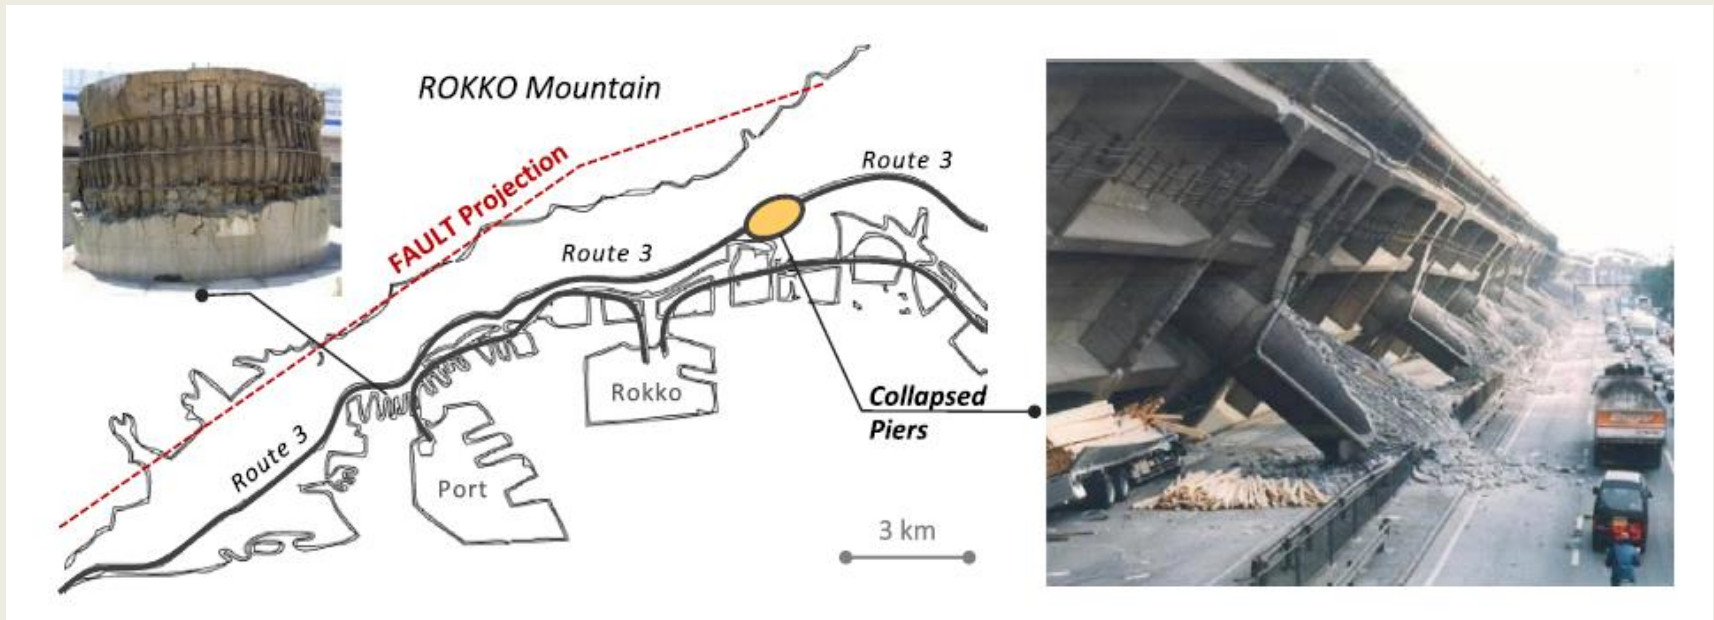 ROKKO Mountain
FAULT Projection
Route 3
Route 3
Route 3
Rokko
Port
Collapsed
Piers
3 km